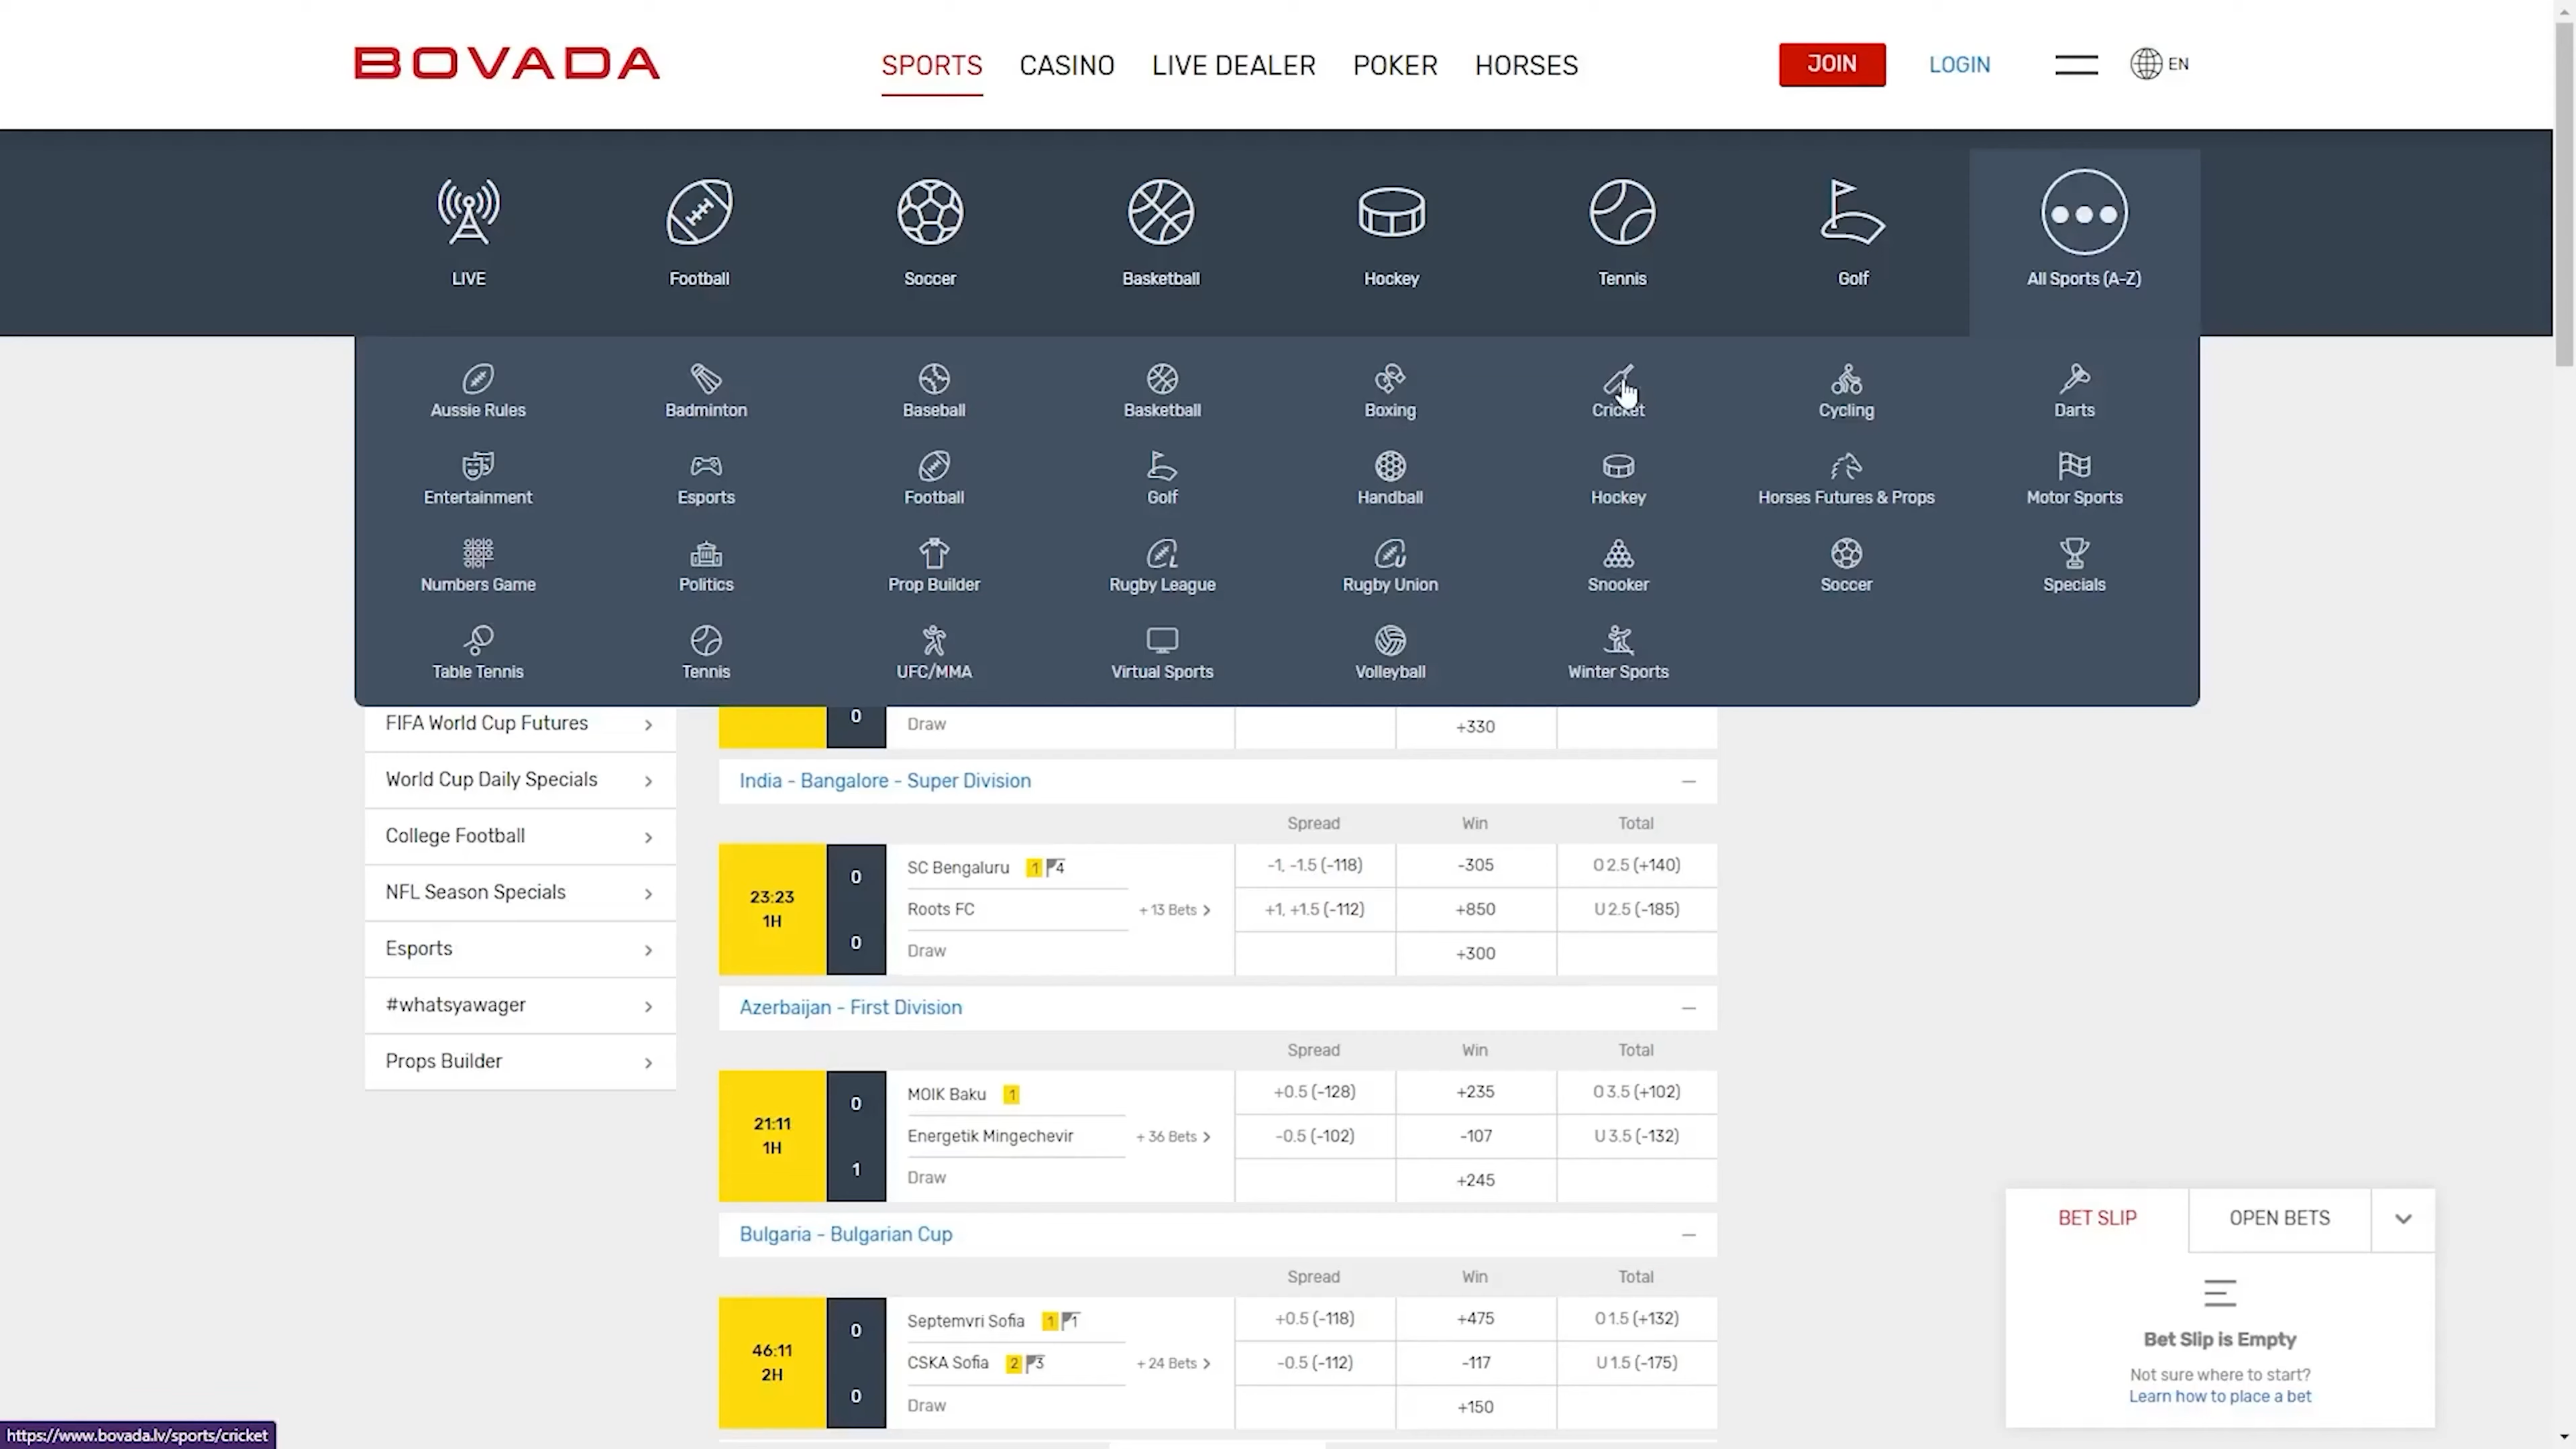 BOVADA
SPORTS CASINO LIVE DEALER POKER HORSES
JOIN LOGIN EN
LIVE Football Soccer Basketball Hockey Tennis Golf All Sports (A-Z)
Aussie Rules Badminton Baseball Basketball Boxing Cricket Cycling Darts
Entertainment Esports Football Golf Handball Hockey Horses Futures & Props Motor Sports
Numbers Game Politics Prop Builder Rugby League Rugby Union Snooker Soccer Specials
Table Tennis Tennis UFC/MMA Virtual Sports Volleyball Winter Sports
FIFA World Cup Futures
World Cup Daily Specials
College Football
NFL Season Specials
Esports
#whatsyawager
Props Builder
0 Draw +330
India - Bangalore - Super Division
Spread Win Total
23:23
1H
0
0
SC Bengaluru 1 4 -1, -1.5 (-118) -305 O 2.5 (+140)
Roots FC + 13 Bets +1, +1.5 (-112) +850 U 2.5 (-185)
Draw +300
Azerbaijan - First Division
Spread Win Total
21:11
1H
0
1
MOIK Baku 1 +0.5 (-128) +235 O 3.5 (+102)
Energetik Mingechevir + 36 Bets -0.5 (-102) -107 U 3.5 (-132)
Draw +245
Bulgaria - Bulgarian Cup
Spread Win Total
46:11
2H
0
0
Septemvri Sofia 1 1 +0.5 (-118) +475 O 1.5 (+132)
CSKA Sofia 2 3 + 24 Bets -0.5 (-112) -117 U 1.5 (-175)
Draw +150
BET SLIP OPEN BETS
Bet Slip is Empty
Not sure where to start?
Learn how to place a bet
https://www.bovada.lv/sports/cricket